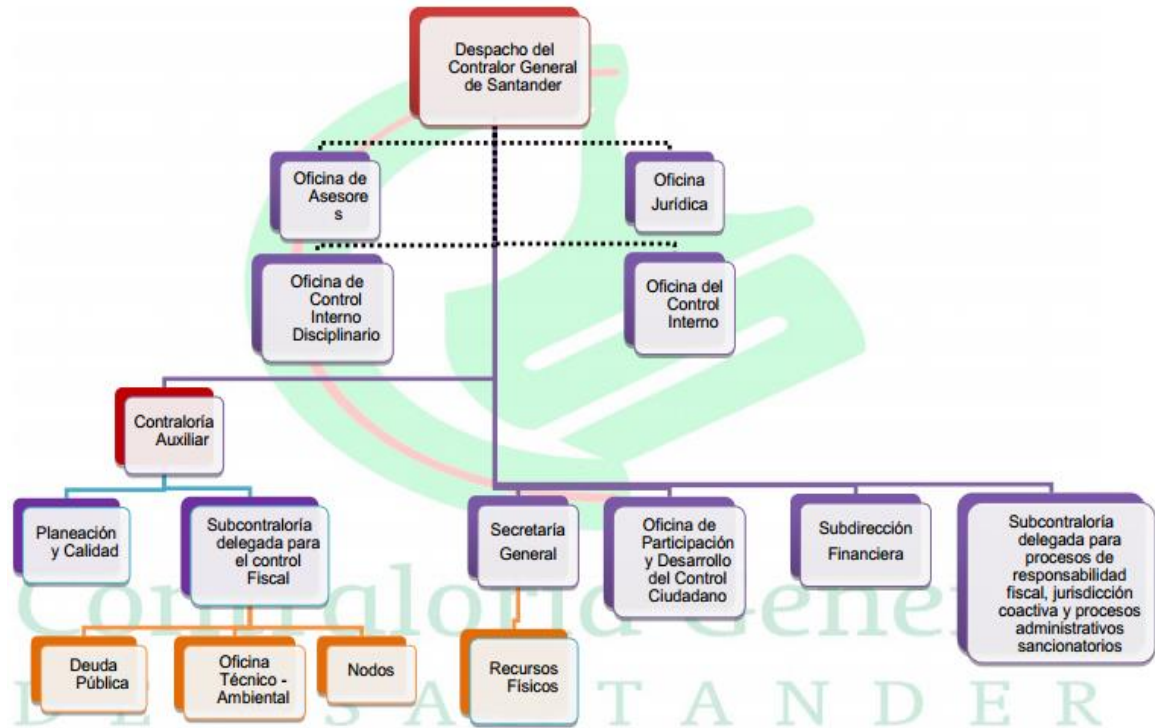 Despacho del
Contralor General
de Santander
Oficina de
Asesore
s
Oficina
Jurídica
Oficina de
Control
Interno
Disciplinario
Oficina del
Control
Interno
Contraloría
Auxiliar
Planeación
y Calidad
Subcontraloría
delegada para
el control
Fiscal
Secretaría
General
Oficina de
Participación
y Desarrollo
del Control
Ciudadano
Subdirección
Financiera
Subcontraloría
delegada para
procesos de
responsabilidad
fiscal, jurisdicción
coactiva y procesos
administrativos
sancionatorios
Deuda
Pública
Oficina
Técnico -
Ambiental
Nodos
Recursos
Físicos
Contraloría Gener
DE SANTANDER